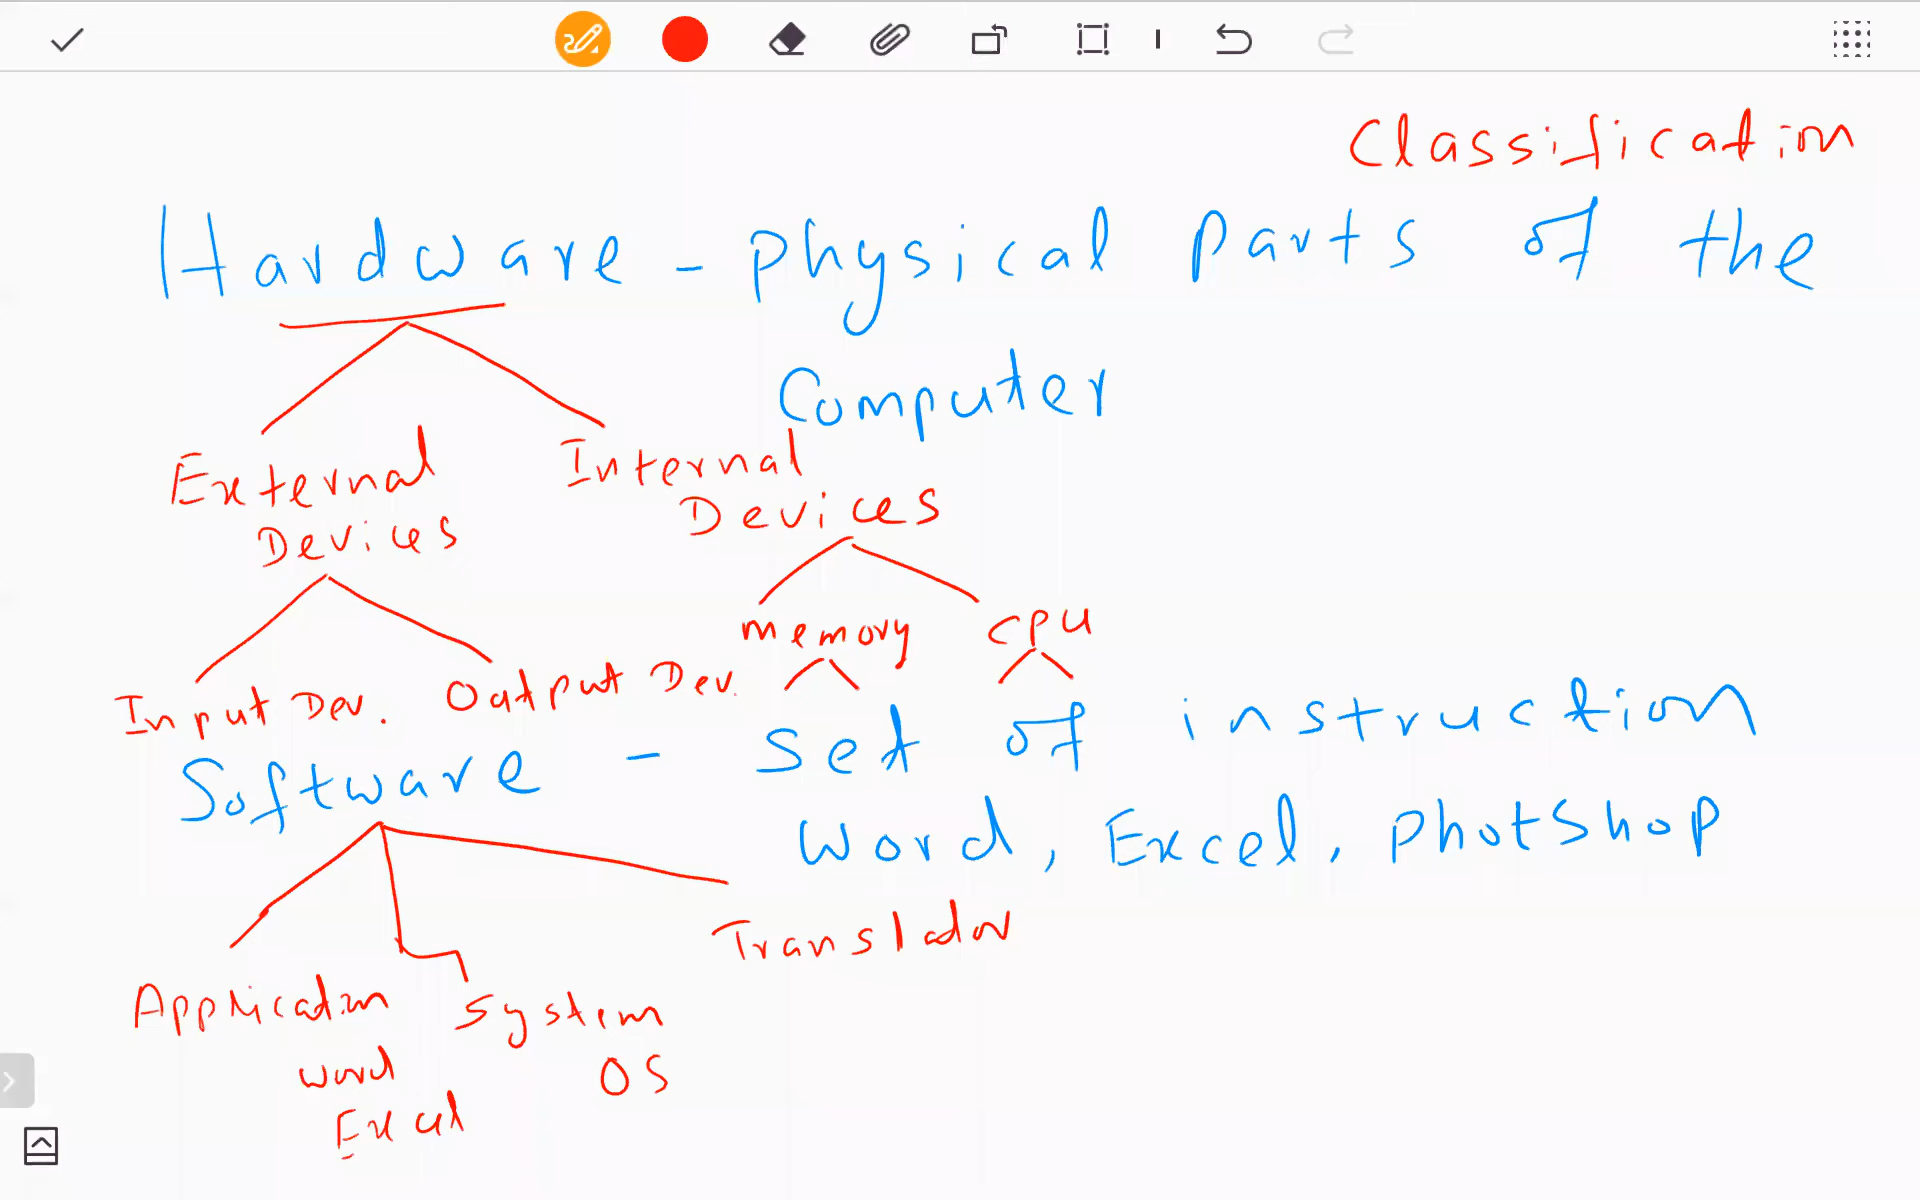 Classification
Hardware - physical parts of the
Computer
External
Devices
Internal
Devices
memory
CPU
Input Dev.
Output Dev.
Software - set of instruction
Word, Excel, PhotShop
Translator
Application
System
Word
OS
Excel